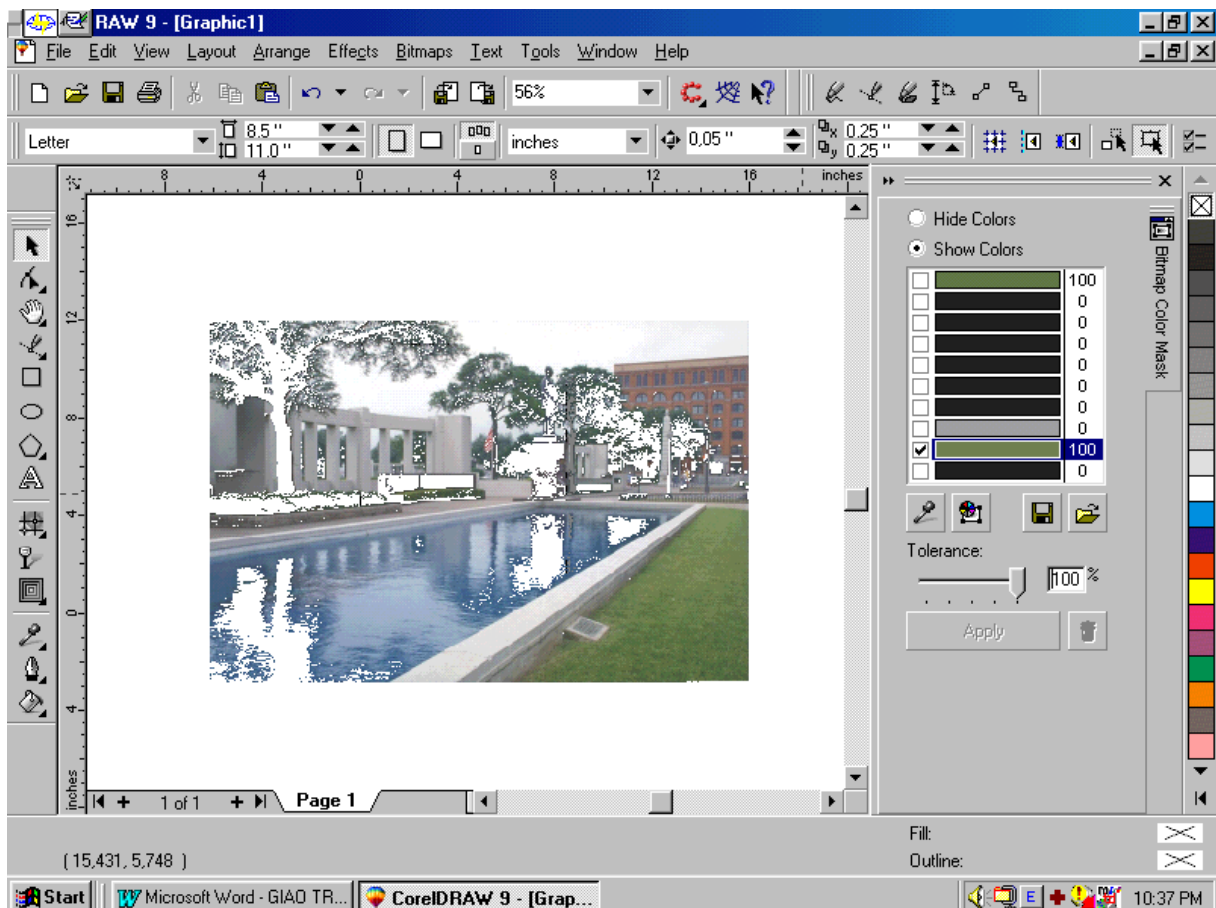 RAW 9 - [Graphic1]
File Edit View Layout Arrange Effects Bitmaps Text Tools Window Help
56%
Letter 8.5 " 11.0 " inches 0,05 " x 0.25 " y 0.25 "
8 4 0 4 8 12 16 inches
16 12 8 4 0 4 inches
Hide Colors
Show Colors
100
0
0
0
0
0
0
0
100
0
Bitmap Color Mask
Tolerance:
100 %
Apply
1 of 1 Page 1
Fill:
( 15,431, 5,748 ) Outline:
Start Microsoft Word - GIAO TR... CorelDRAW 9 - [Grap... E 10:37 PM